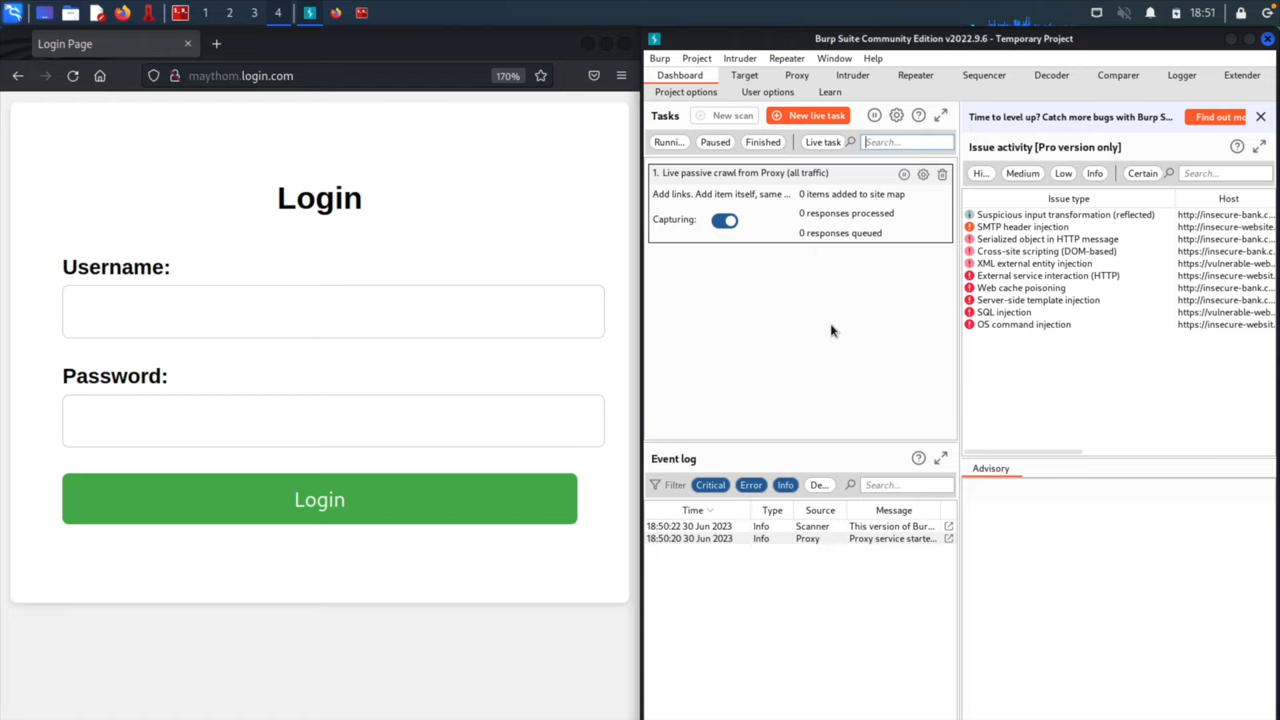 1 2 3 4
18:51
Login Page
maythom.login.com
170%
Login
Username:
Password:
Login
Burp Suite Community Edition v2022.9.6 - Temporary Project
Burp Project Intruder Repeater Window Help
Dashboard Target Proxy Intruder Repeater Sequencer Decoder Comparer Logger Extender
Project options User options Learn
Tasks New scan New live task
Runni... Paused Finished Live task Search...
1. Live passive crawl from Proxy (all traffic)
Add links. Add item itself, same ... 0 items added to site map
Capturing: 0 responses processed
0 responses queued
Event log
Filter Critical Error Info De... Search...
Time Type Source Message
18:50:22 30 Jun 2023 Info Scanner This version of Bur...
18:50:20 30 Jun 2023 Info Proxy Proxy service starte...
Time to level up? Catch more bugs with Burp S... Find out mo
Issue activity [Pro version only]
Hi... Medium Low Info Certain Search...
Issue type Host
Suspicious input transformation (reflected) http://insecure-bank.c...
SMTP header injection http://insecure-website.
Serialized object in HTTP message https://insecure-bank.c...
Cross-site scripting (DOM-based) https://insecure-bank.c...
XML external entity injection https://vulnerable-web..
External service interaction (HTTP) https://insecure-websit.
Web cache poisoning http://insecure-bank.c...
Server-side template injection http://insecure-bank.c...
SQL injection https://vulnerable-web..
OS command injection https://insecure-websit.
Advisory